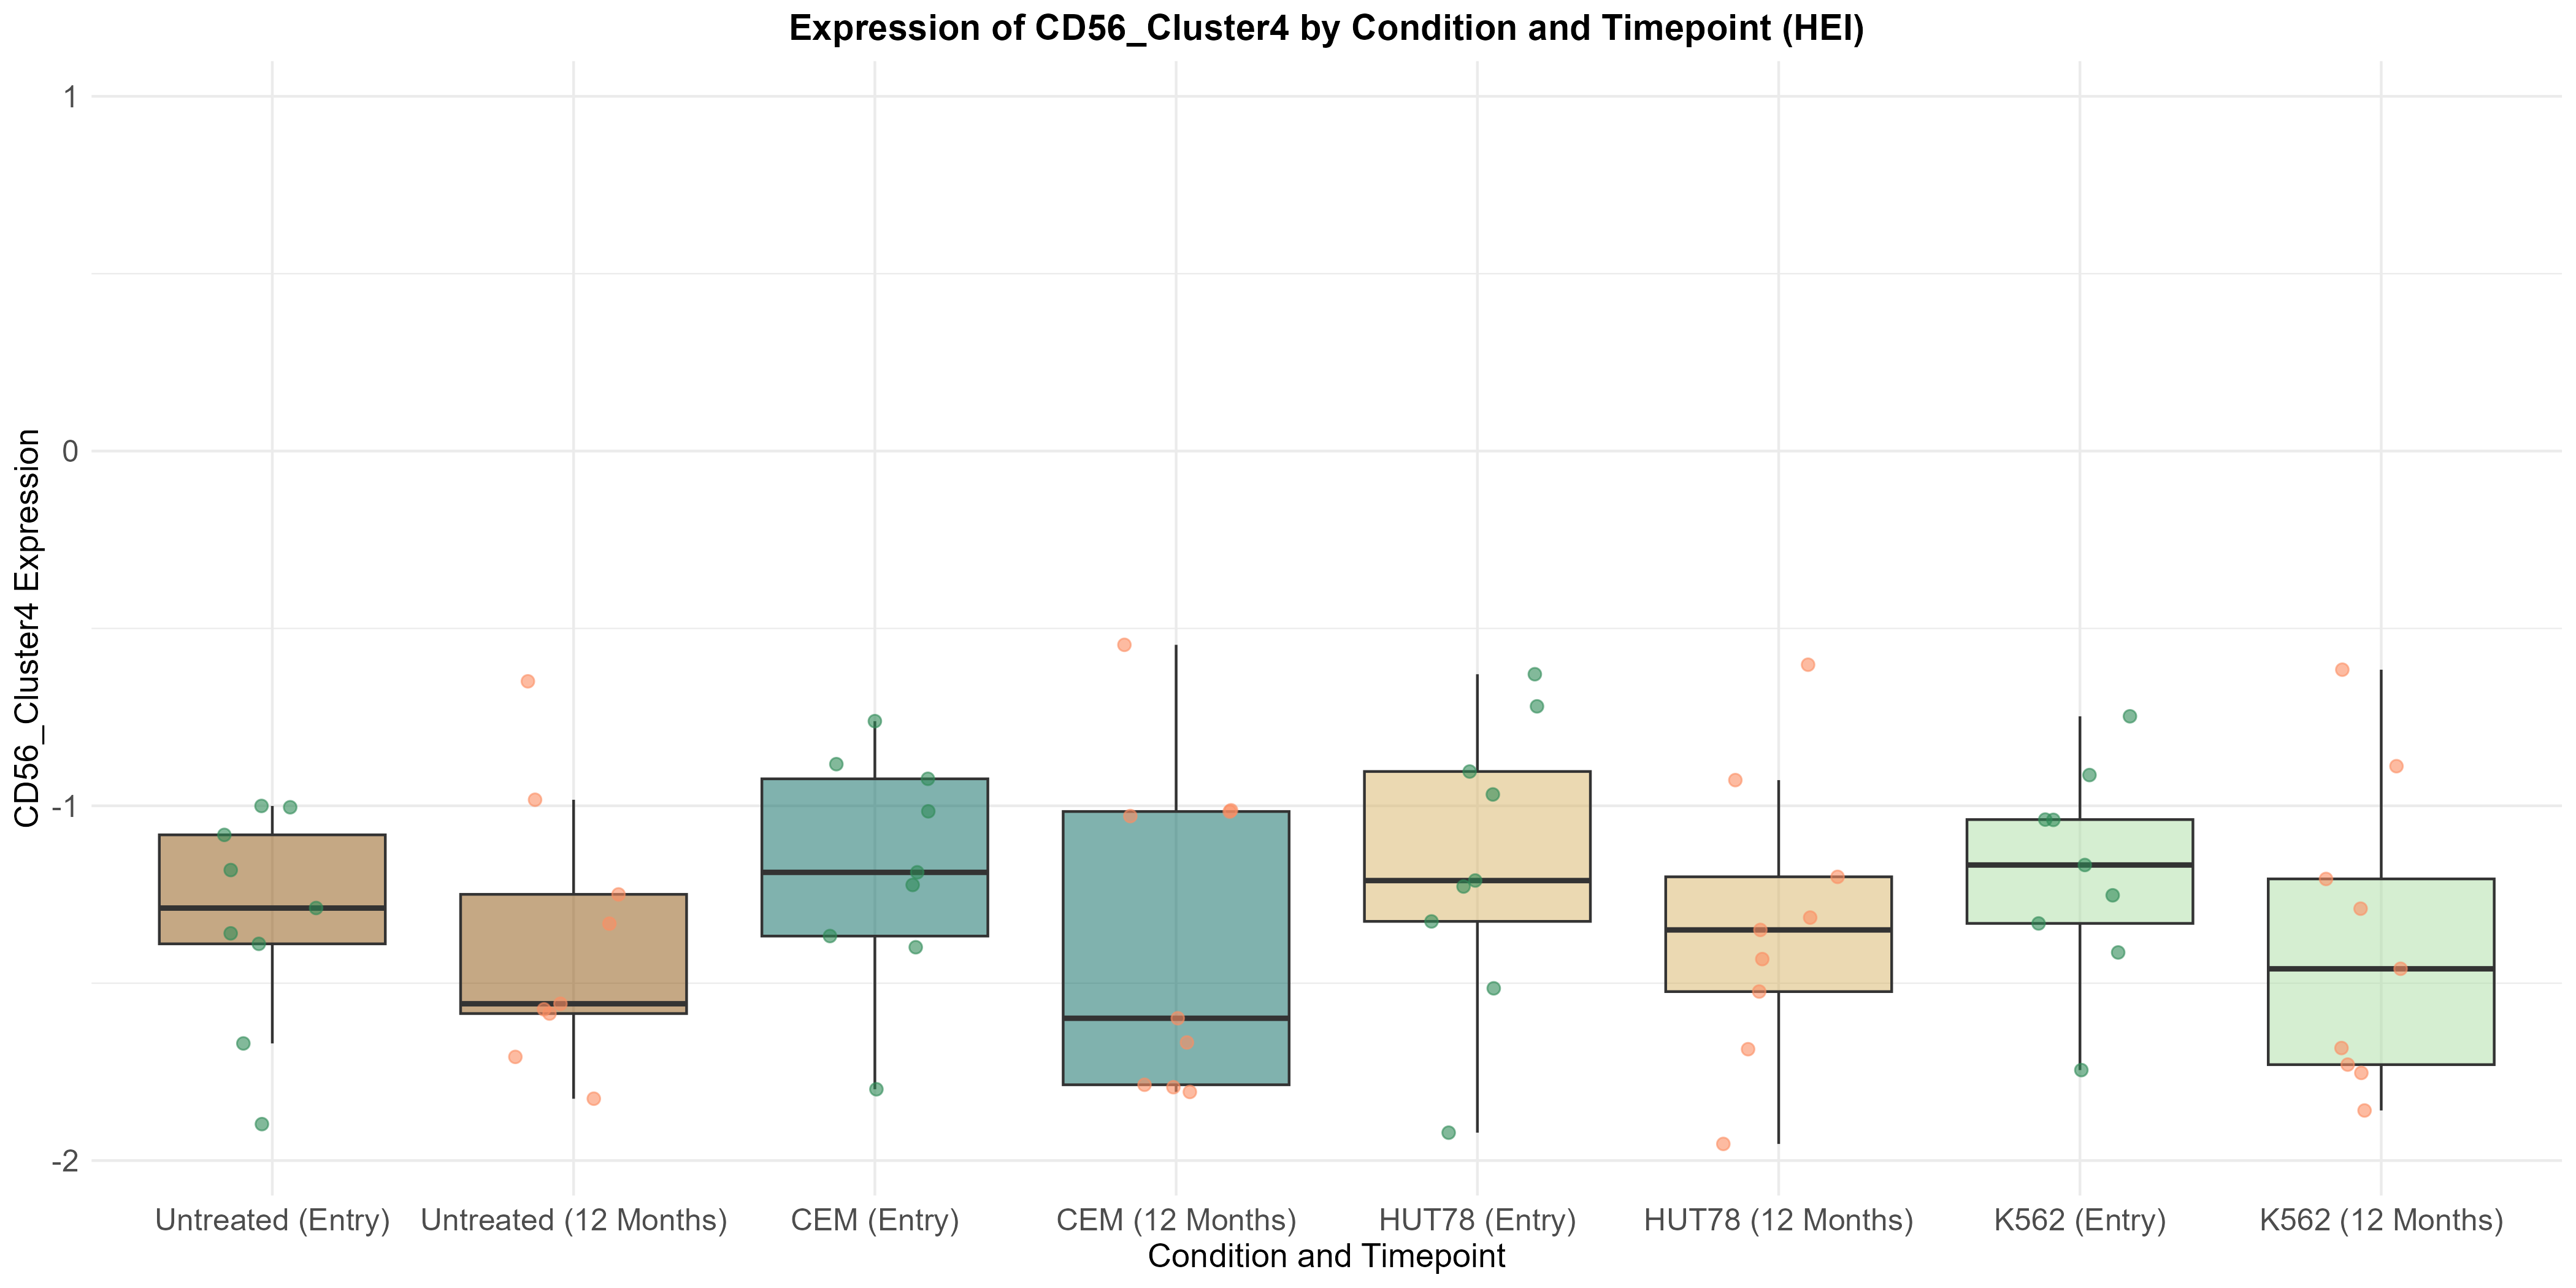 Expression of CD56_Cluster4 by Condition and Timepoint (HEI)
CD56_Cluster4 Expression
1
0
-1
-2
Untreated (Entry)
Untreated (12 Months)
CEM (Entry)
CEM (12 Months)
HUT78 (Entry)
HUT78 (12 Months)
K562 (Entry)
K562 (12 Months)
Condition and Timepoint